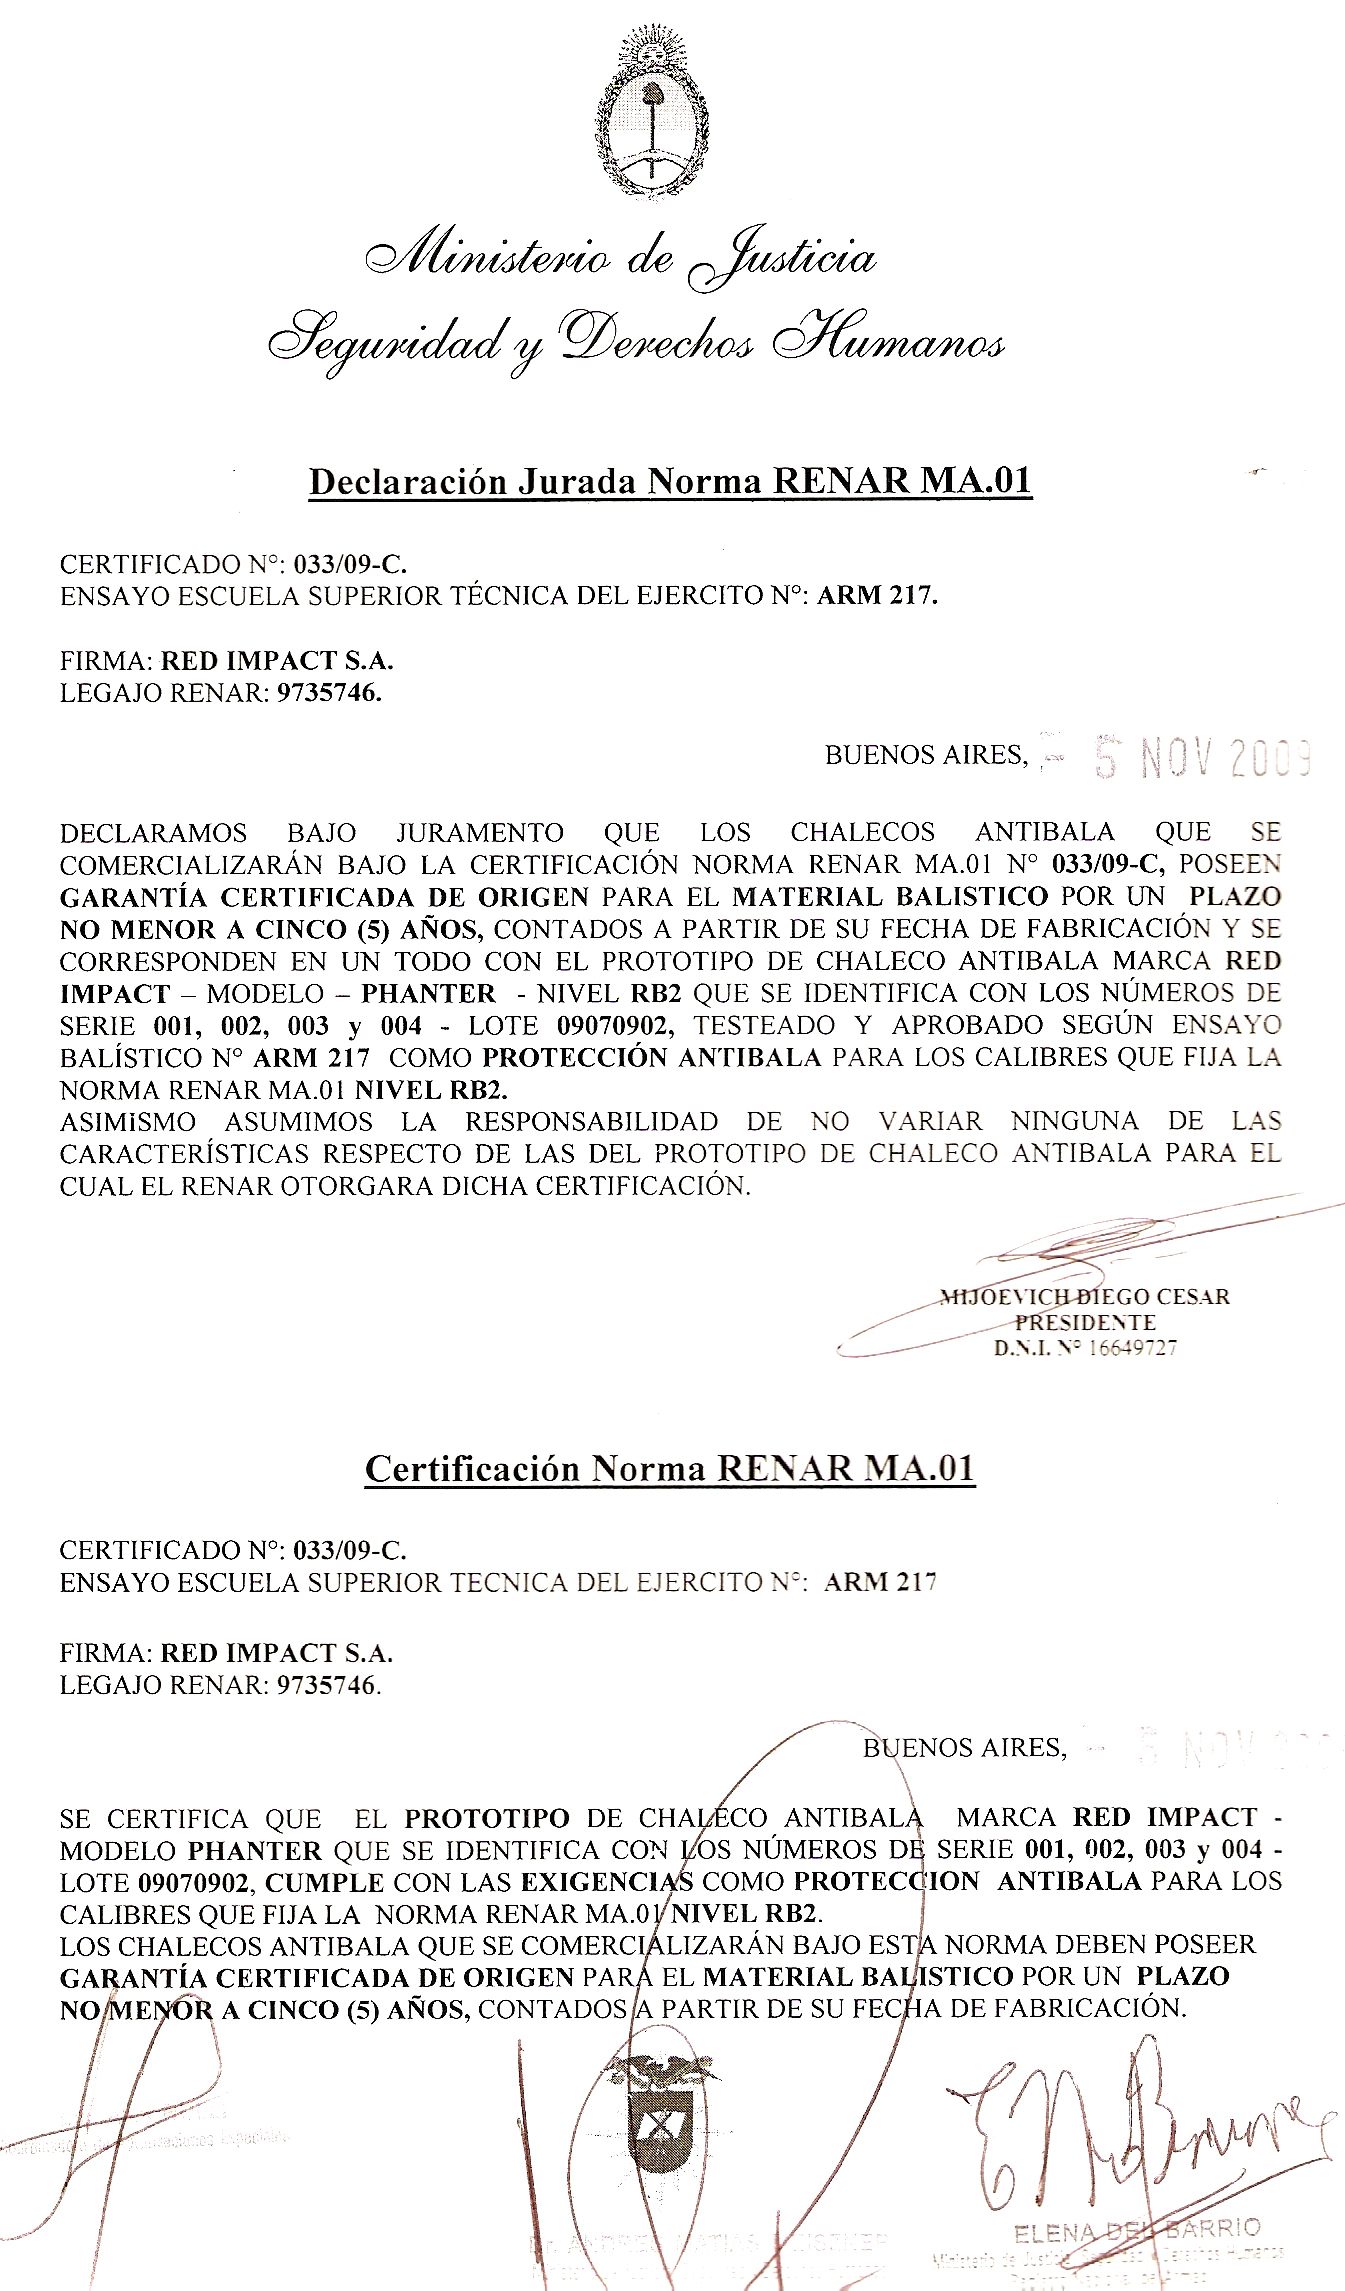 Ministerio de Justicia
Seguridad y Derechos Humanos
Declaración Jurada Norma RENAR MA.01
CERTIFICADO N°: 033/09-C.
ENSAYO ESCUELA SUPERIOR TÉCNICA DEL EJERCITO N°: ARM 217.
FIRMA: RED IMPACT S.A.
LEGAJO RENAR: 9735746.
BUENOS AIRES, - 5 NOV 2009
DECLARAMOS BAJO JURAMENTO QUE LOS CHALECOS ANTIBALA QUE SE
COMERCIALIZARÁN BAJO LA CERTIFICACIÓN NORMA RENAR MA.01 N° 033/09-C, POSEEN
GARANTÍA CERTIFICADA DE ORIGEN PARA EL MATERIAL BALISTICO POR UN PLAZO
NO MENOR A CINCO (5) AÑOS, CONTADOS A PARTIR DE SU FECHA DE FABRICACIÓN Y SE
CORRESPONDEN EN UN TODO CON EL PROTOTIPO DE CHALECO ANTIBALA MARCA RED
IMPACT – MODELO – PHANTER - NIVEL RB2 QUE SE IDENTIFICA CON LOS NÚMEROS DE
SERIE 001, 002, 003 y 004 - LOTE 09070902, TESTEADO Y APROBADO SEGÚN ENSAYO
BALÍSTICO N° ARM 217 COMO PROTECCIÓN ANTIBALA PARA LOS CALIBRES QUE FIJA LA
NORMA RENAR MA.01 NIVEL RB2.
ASIMISMO ASUMIMOS LA RESPONSABILIDAD DE NO VARIAR NINGUNA DE LAS
CARACTERÍSTICAS RESPECTO DE LAS DEL PROTOTIPO DE CHALECO ANTIBALA PARA EL
CUAL EL RENAR OTORGARA DICHA CERTIFICACIÓN.
MIJOEVICH DIEGO CESAR
PRESIDENTE
D.N.I. N° 16649727
Certificación Norma RENAR MA.01
CERTIFICADO N°: 033/09-C.
ENSAYO ESCUELA SUPERIOR TECNICA DEL EJERCITO N°: ARM 217
FIRMA: RED IMPACT S.A.
LEGAJO RENAR: 9735746.
BUENOS AIRES, - 5 NOV
SE CERTIFICA QUE EL PROTOTIPO DE CHALECO ANTIBALA MARCA RED IMPACT -
MODELO PHANTER QUE SE IDENTIFICA CON LOS NÚMEROS DE SERIE 001, 002, 003 y 004 -
LOTE 09070902, CUMPLE CON LAS EXIGENCIAS COMO PROTECCION ANTIBALA PARA LOS
CALIBRES QUE FIJA LA NORMA RENAR MA.01 NIVEL RB2.
LOS CHALECOS ANTIBALA QUE SE COMERCIALIZARÁN BAJO ESTA NORMA DEBEN POSEER
GARANTÍA CERTIFICADA DE ORIGEN PARA EL MATERIAL BALISTICO POR UN PLAZO
NO MENOR A CINCO (5) AÑOS, CONTADOS A PARTIR DE SU FECHA DE FABRICACIÓN.
ELENA DEL BARRIO
Ministerio de Justicia, Seguridad y Derechos Humanos
Registro Nacional de Armas